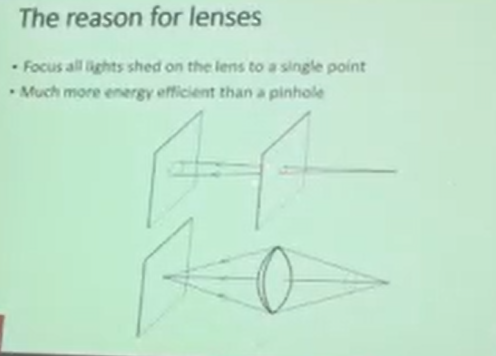 The reason for lenses
• Focus all lights shed on the lens to a single point
• Much more energy efficient than a pinhole